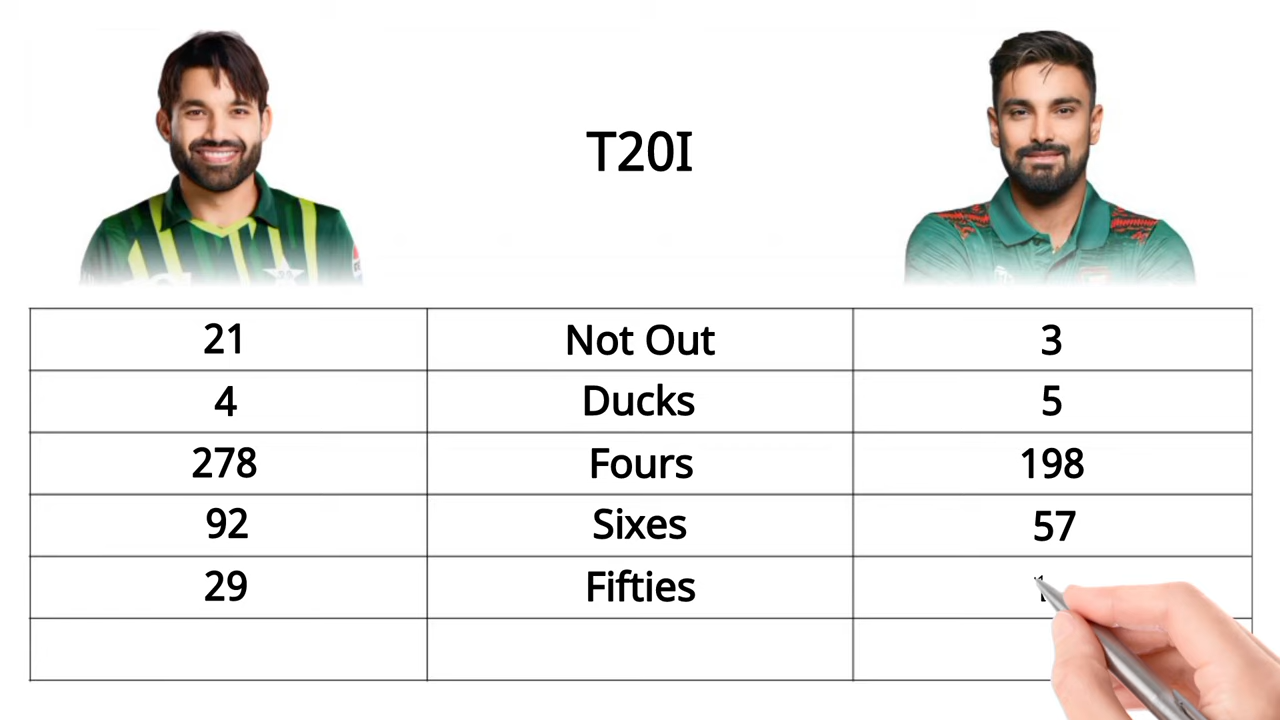 T20I
21 Not Out 3
4 Ducks 5
278 Fours 198
92 Sixes 57
29 Fifties